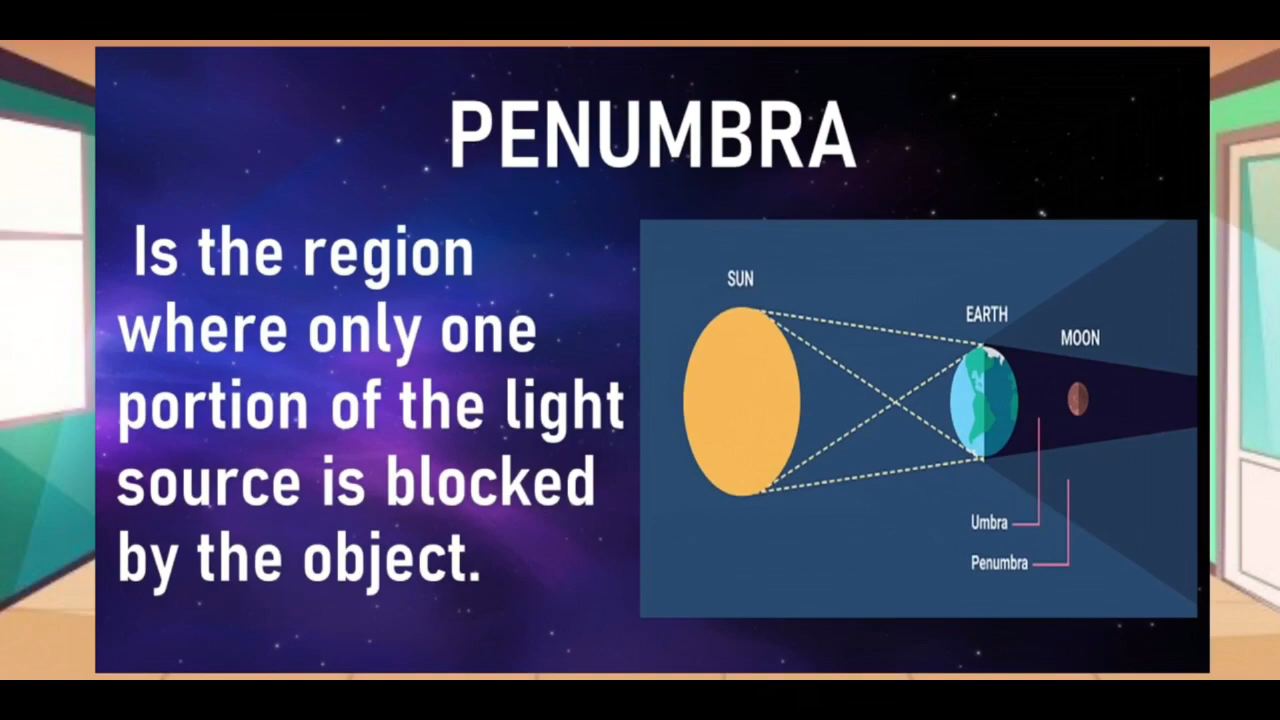 PENUMBRA
Is the region
where only one
portion of the light
source is blocked
by the object.
SUN
EARTH
MOON
Umbra
Penumbra